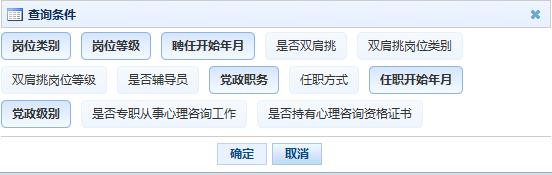 查询条件
岗位类别 岗位等级 聘任开始年月 是否双肩挑 双肩挑岗位类别
双肩挑岗位等级 是否辅导员 党政职务 任职方式 任职开始年月
党政级别 是否专职从事心理咨询工作 是否持有心理咨询资格证书
确定 取消